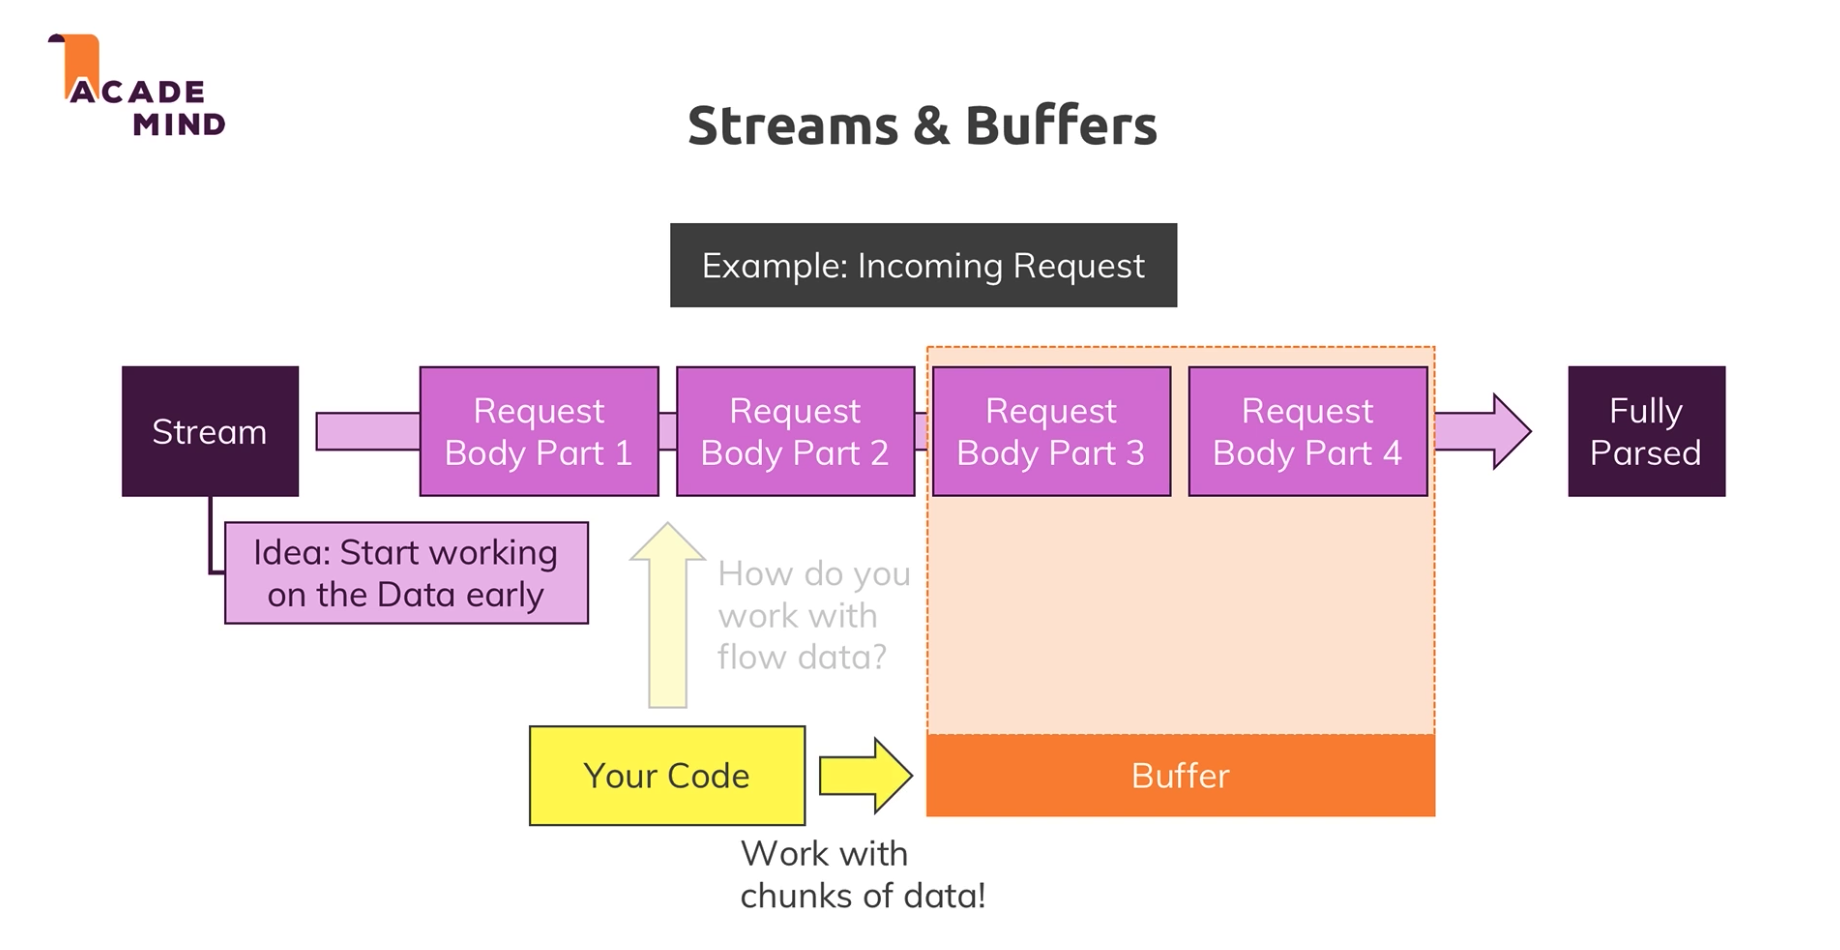 ACADE
MIND
Streams & Buffers
Example: Incoming Request
Stream
Request
Body Part 1
Request
Body Part 2
Request
Body Part 3
Request
Body Part 4
Fully
Parsed
Idea: Start working
on the Data early
How do you
work with
flow data?
Your Code
Buffer
Work with
chunks of data!